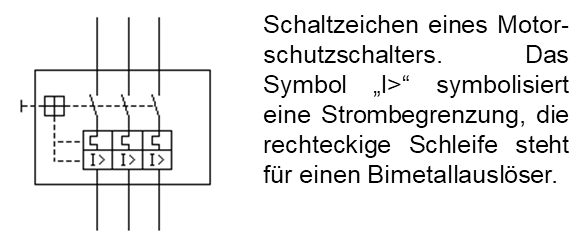 Schaltzeichen eines Motor-
schutzschalters. Das
Symbol „I>“ symbolisiert
eine Strombegrenzung, die
rechteckige Schleife steht
für einen Bimetallauslöser.
I> I> I>